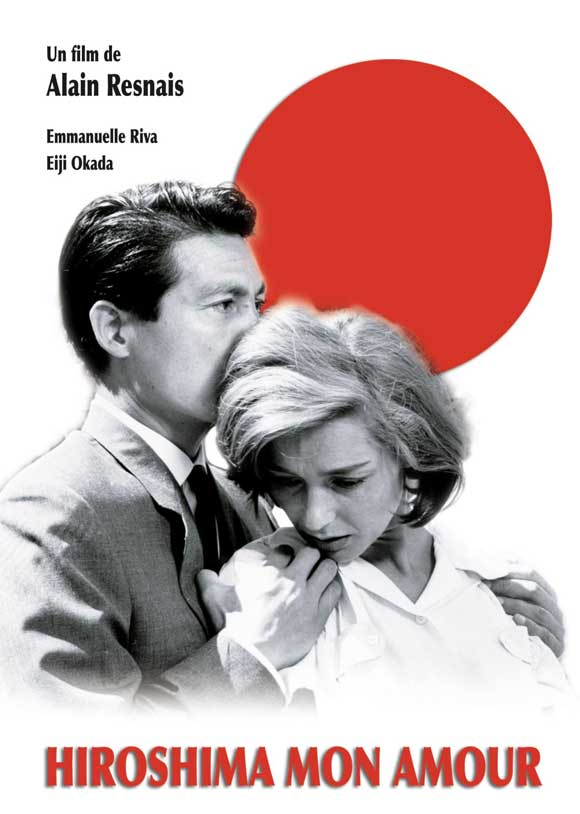 Un film de
Alain Resnais
Emmanuelle Riva
Eiji Okada
HIROSHIMA MON AMOUR